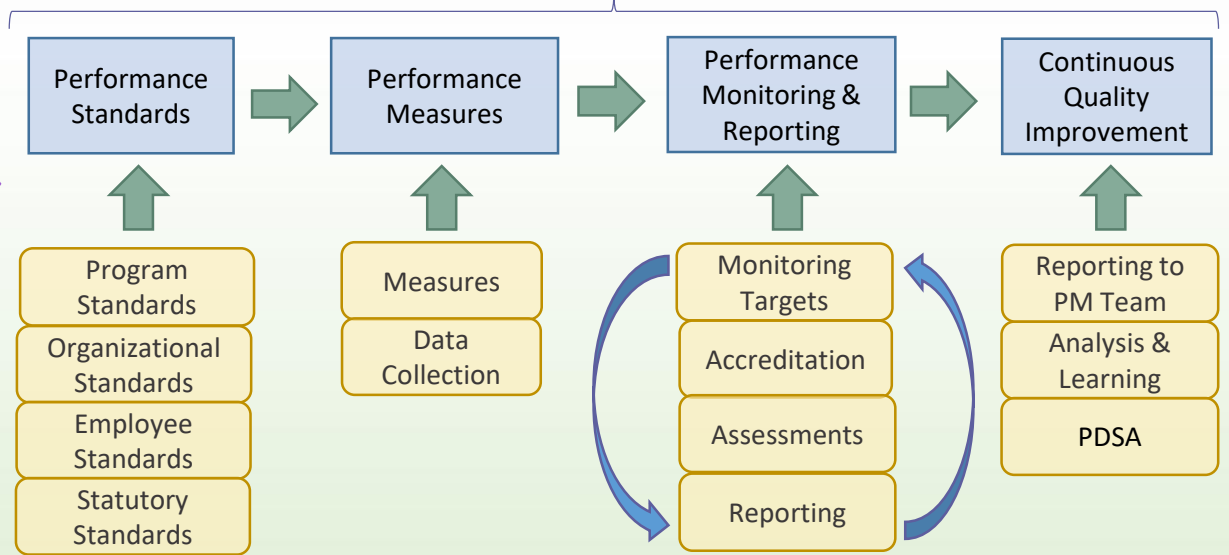 Performance
Standards
Performance
Measures
Performance
Monitoring &
Reporting
Continuous
Quality
Improvement
Program
Standards
Organizational
Standards
Employee
Standards
Statutory
Standards
Measures
Data
Collection
Monitoring
Targets
Accreditation
Assessments
Reporting
Reporting to
PM Team
Analysis &
Learning
PDSA